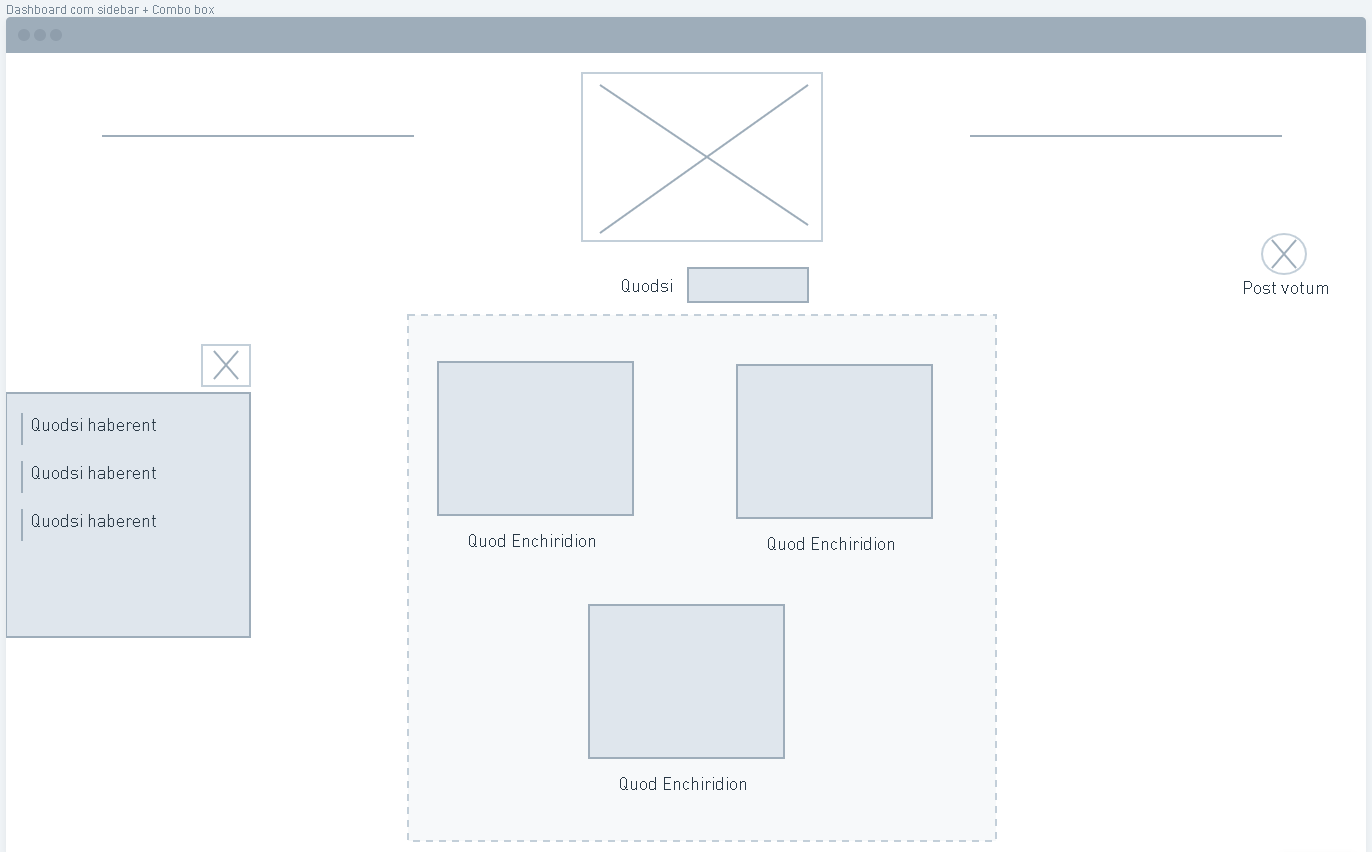 Dashboard com sidebar + Combo box
Quodsi
Post votum
Quodsi haberent
Quodsi haberent
Quodsi haberent
Quod Enchiridion
Quod Enchiridion
Quod Enchiridion